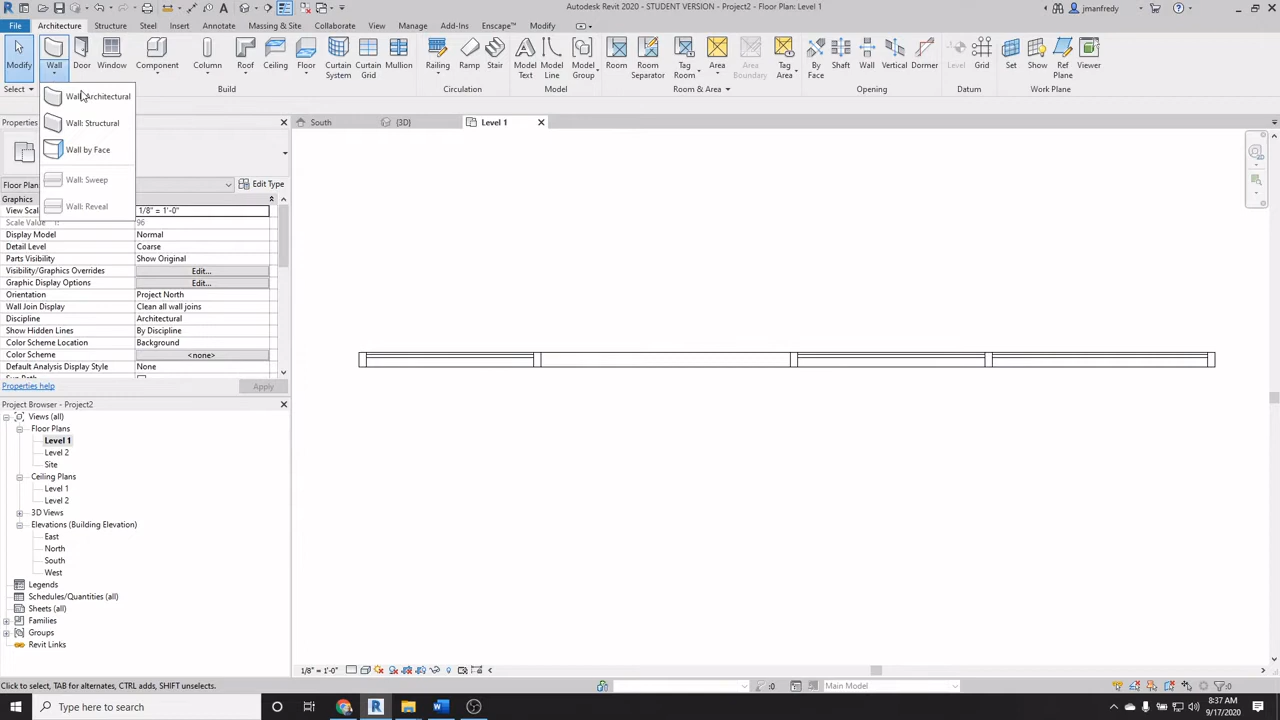 Autodesk Revit 2020 - STUDENT VERSION - Project2 - Floor Plan: Level 1
jmanfredy
File Architecture Structure Steel Insert Annotate Massing & Site Collaborate View Manage Add-Ins Enscape™ Modify
Modify Wall Door Window Component Column Roof Ceiling Floor Curtain System Curtain Grid Mullion Railing Ramp Stair Model Text Model Line Model Group Room Room Separator Tag Room Area Area Boundary Tag Area By Face Shaft Wall Vertical Dormer Level Grid Set Show Ref Plane Viewer
Select Build Circulation Model Room & Area Opening Datum Work Plane
Wall: Architectural
Wall: Structural
Wall by Face
Wall: Sweep
Wall: Reveal
Properties
South {3D} Level 1
Floor Plan:
Edit Type
Graphics
View Scale 1/8" = 1'-0"
Scale Value 1: 96
Display Model Normal
Detail Level Coarse
Parts Visibility Show Original
Visibility/Graphics Overrides Edit...
Graphic Display Options Edit...
Orientation Project North
Wall Join Display Clean all wall joins
Discipline Architectural
Show Hidden Lines By Discipline
Color Scheme Location Background
Color Scheme <none>
Default Analysis Display Style None
Sun Path
Properties help Apply
Project Browser - Project2
Views (all)
Floor Plans
Level 1
Level 2
Site
Ceiling Plans
Level 1
Level 2
3D Views
Elevations (Building Elevation)
East
North
South
West
Legends
Schedules/Quantities (all)
Sheets (all)
Families
Groups
Revit Links
1/8" = 1'-0"
Click to select, TAB for alternates, CTRL adds, SHIFT unselects.
:0 Main Model :0
Type here to search
8:37 AM
9/17/2020